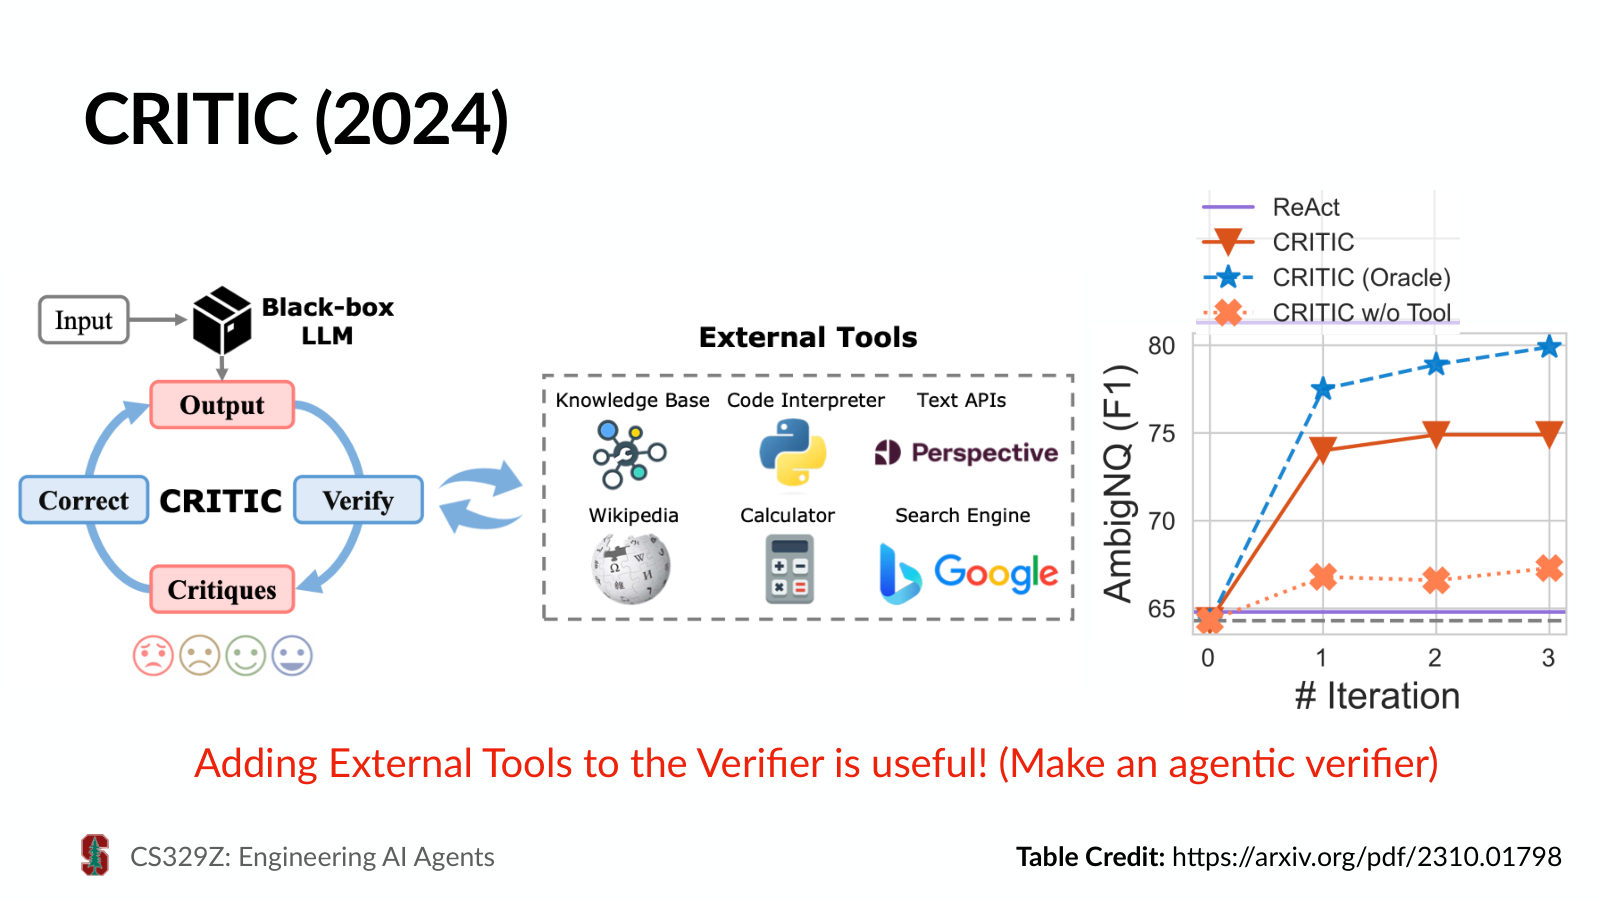 CRITIC (2024)
Input
Black-box
LLM
Output
Correct
CRITIC
Verify
Critiques
External Tools
Knowledge Base
Code Interpreter
Text APIs
Perspective
Wikipedia
Calculator
Search Engine
Google
ReAct
CRITIC
CRITIC (Oracle)
CRITIC w/o Tool
AmbigNQ (F1)
80
75
70
65
0 1 2 3
# Iteration
Adding External Tools to the Verifier is useful! (Make an agentic verifier)
CS329Z: Engineering AI Agents
Table Credit: https://arxiv.org/pdf/2310.01798